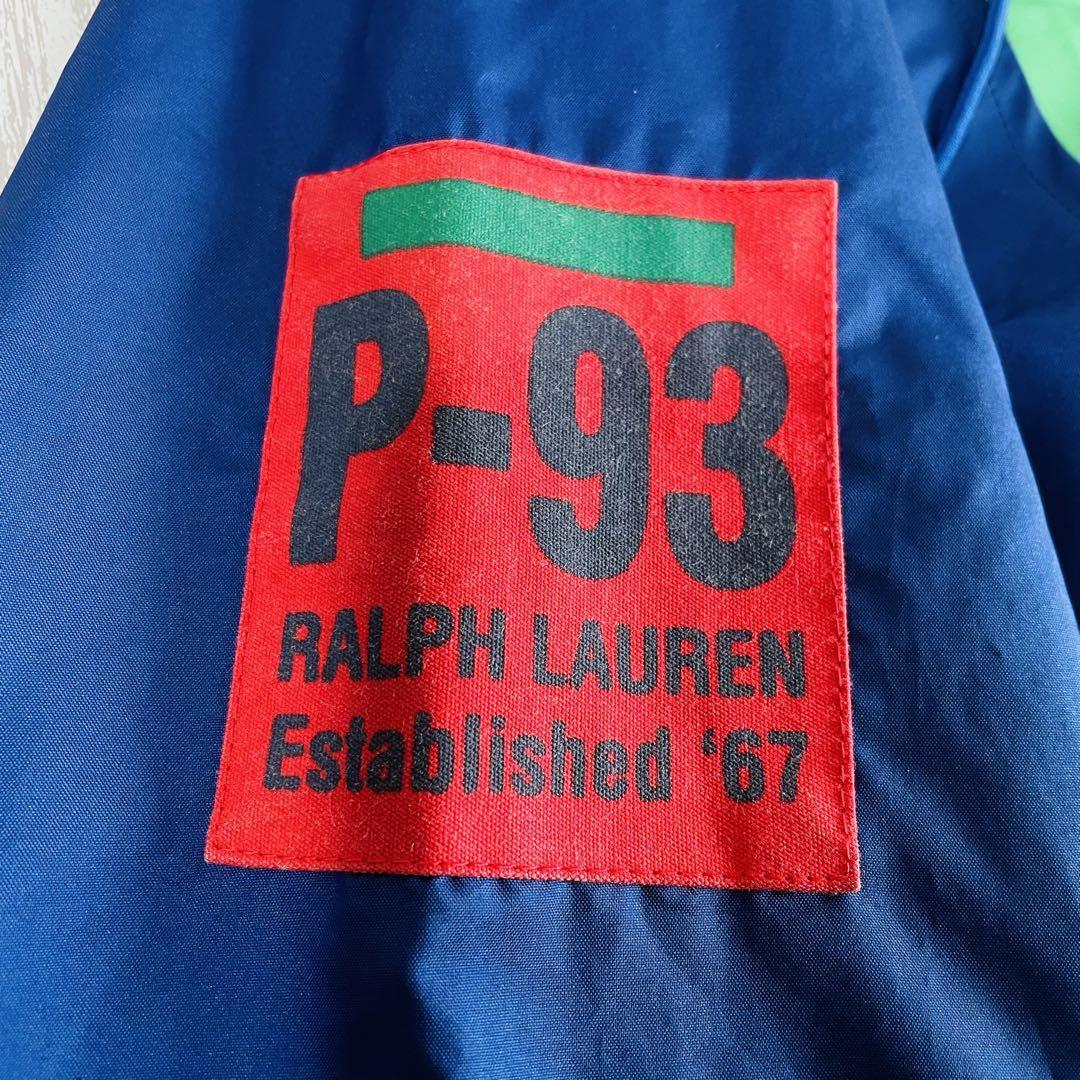 P-93
RALPH LAUREN
Established '67